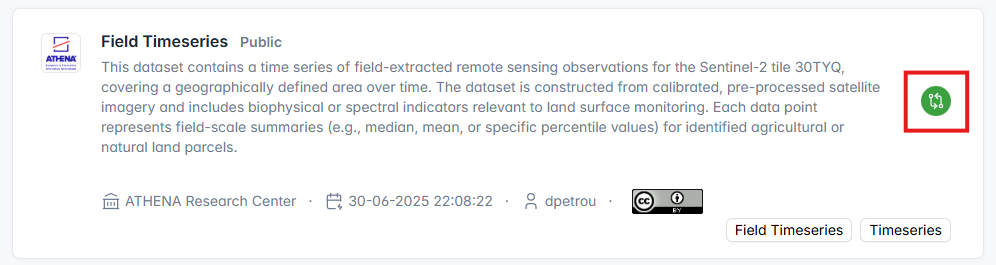 Field Timeseries Public
This dataset contains a time series of field-extracted remote sensing observations for the Sentinel-2 tile 30TYQ,
covering a geographically defined area over time. The dataset is constructed from calibrated, pre-processed satellite
imagery and includes biophysical or spectral indicators relevant to land surface monitoring. Each data point
represents field-scale summaries (e.g., median, mean, or specific percentile values) for identified agricultural or
natural land parcels.
ATHENA
ATHENA Research Center · 30-06-2025 22:08:22 · dpetrou ·
cc BY
Field Timeseries Timeseries